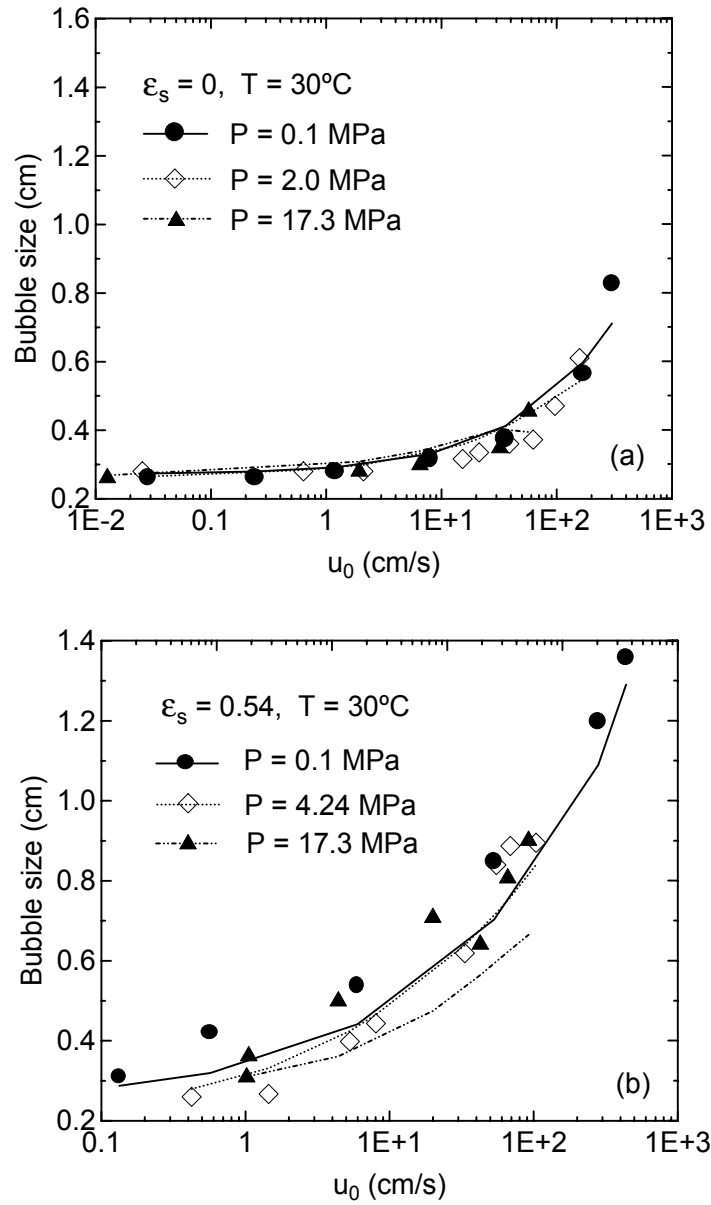 1.6
1.4
1.2
1.0
0.8
0.6
0.4
0.2
Bubble size (cm)
εs = 0, T = 30ºC
P = 0.1 MPa
P = 2.0 MPa
P = 17.3 MPa
(a)
1E-2 0.1 1 1E+1 1E+2 1E+3
u0 (cm/s)
1.4
1.2
1.0
0.8
0.6
0.4
0.2
Bubble size (cm)
εs = 0.54, T = 30ºC
P = 0.1 MPa
P = 4.24 MPa
P = 17.3 MPa
(b)
0.1 1 1E+1 1E+2 1E+3
u0 (cm/s)